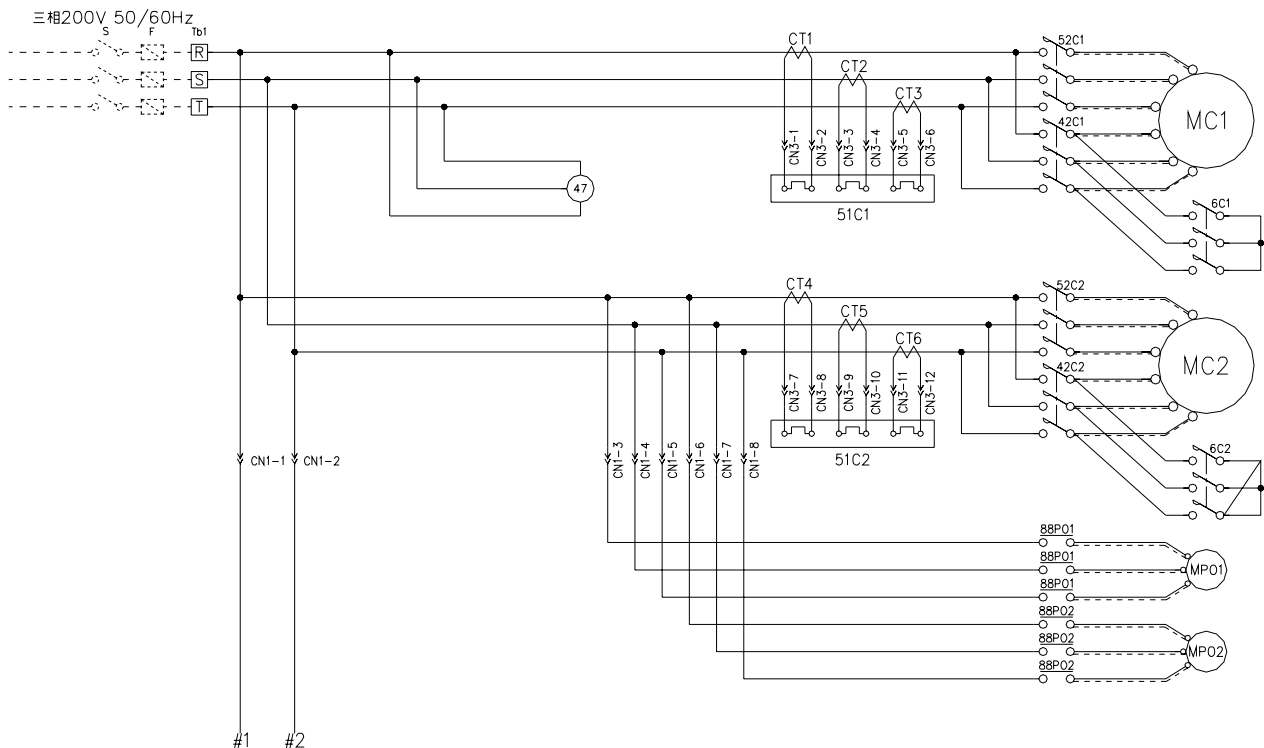 三相200V 50/60Hz
S F Tb1
R
S
T
CT1
CT2
CT3
52C1
42C1
MC1
CN3-1
CN3-2
CN3-3
CN3-4
CN3-5
CN3-6
47
51C1
6C1
CT4
CT5
CT6
52C2
42C2
MC2
CN3-7
CN3-8
CN3-9
CN3-10
CN3-11
CN3-12
51C2
6C2
CN1-1
CN1-2
CN1-3
CN1-4
CN1-5
CN1-6
CN1-7
CN1-8
88P01
88P01
88P01
MP01
88P02
88P02
88P02
MP02
#1 #2